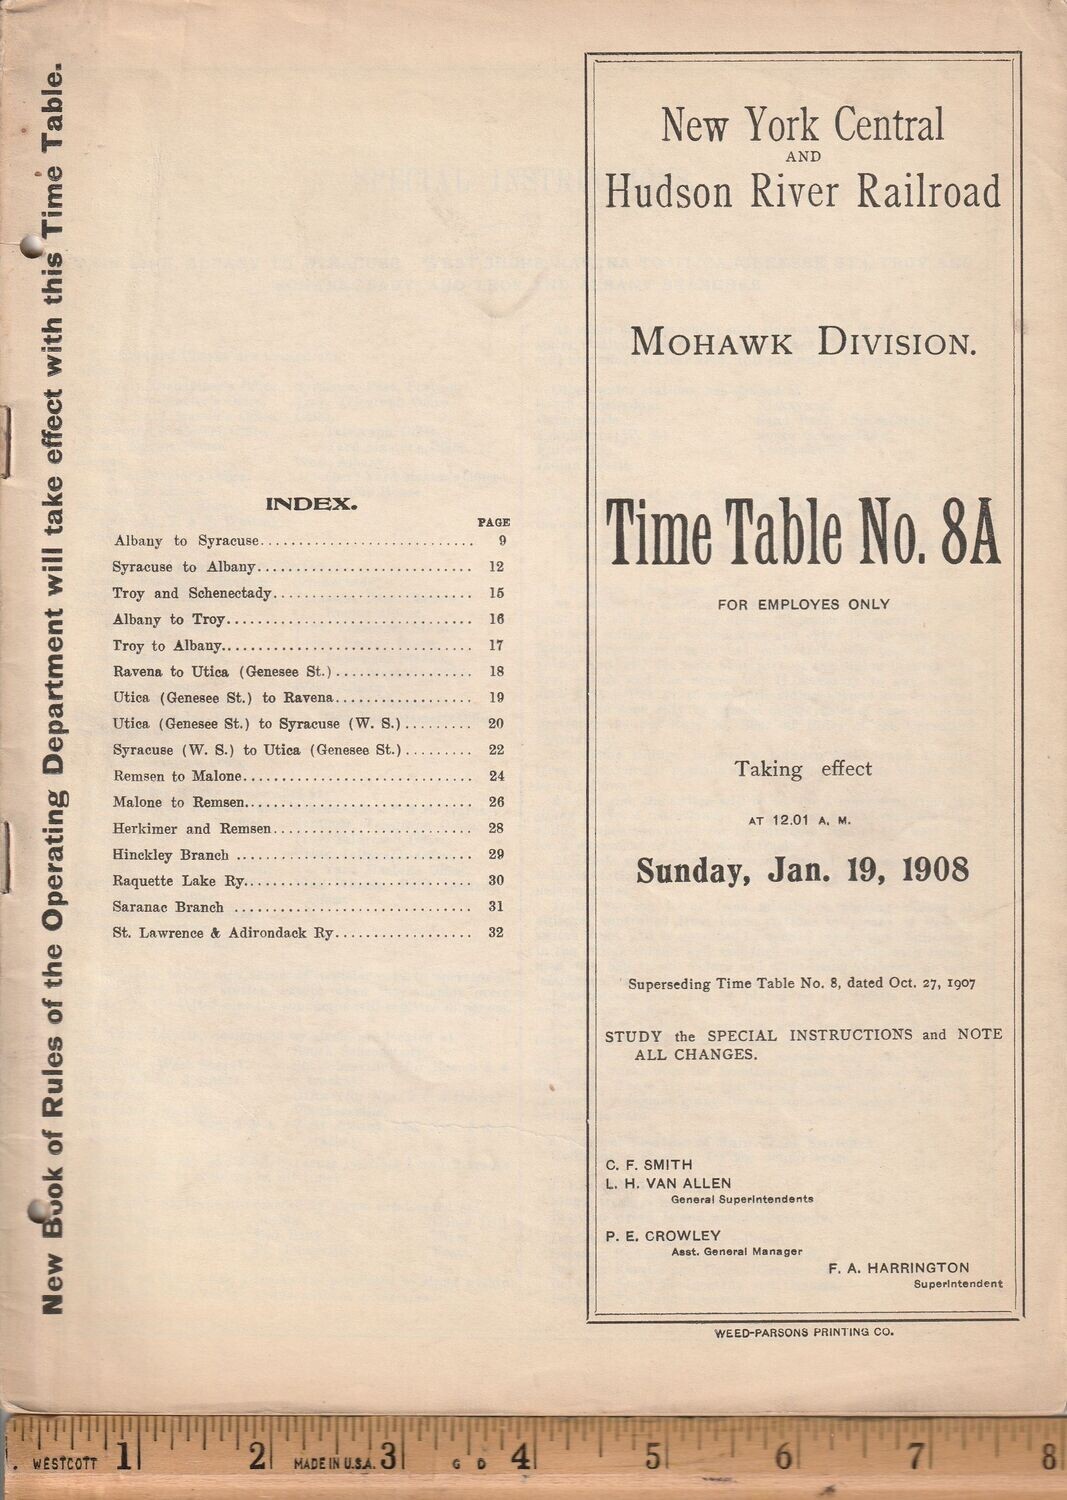 New Book of Rules of the Operating Department will take effect with this Time Table.
INDEX.
PAGE
Albany to Syracuse............................ 9
Syracuse to Albany............................ 12
Troy and Schenectady.......................... 15
Albany to Troy................................ 16
Troy to Albany................................ 17
Ravena to Utica (Genesee St.).................. 18
Utica (Genesee St.) to Ravena.................. 19
Utica (Genesee St.) to Syracuse (W. S.)......... 20
Syracuse (W. S.) to Utica (Genesee St.)......... 22
Remsen to Malone.............................. 24
Malone to Remsen.............................. 26
Herkimer and Remsen.......................... 28
Hinckley Branch ............................... 29
Raquette Lake Ry.............................. 30
Saranac Branch ............................... 31
St. Lawrence & Adirondack Ry.................. 32
New York Central
AND
Hudson River Railroad
MOHAWK DIVISION.
Time Table No. 8A
FOR EMPLOYES ONLY
Taking effect
AT 12.01 A. M.
Sunday, Jan. 19, 1908
Superseding Time Table No. 8, dated Oct. 27, 1907
STUDY the SPECIAL INSTRUCTIONS and NOTE
ALL CHANGES.
C. F. SMITH
L. H. VAN ALLEN
General Superintendents
P. E. CROWLEY
Asst. General Manager
F. A. HARRINGTON
Superintendent
WEED-PARSONS PRINTING CO.
WESTCOTT 1 2 MADE IN U.S.A. 3 G D 4 5 6 7 8